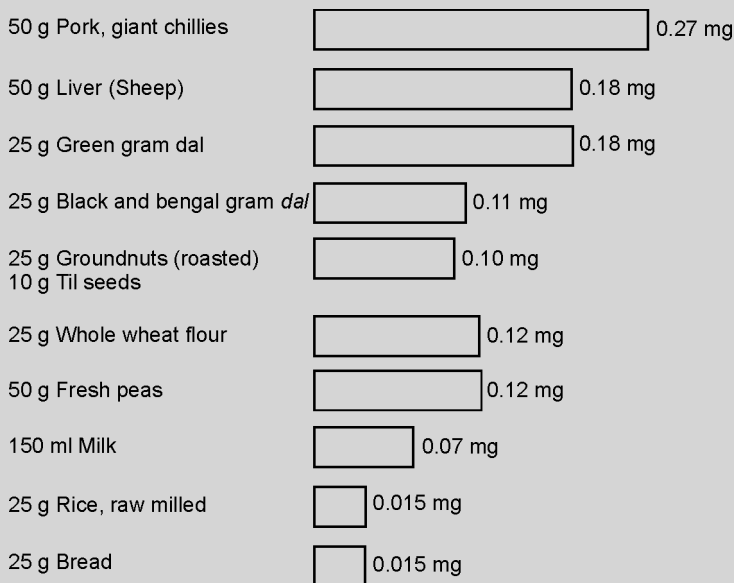 50 g Pork, giant chillies 0.27 mg
50 g Liver (Sheep) 0.18 mg
25 g Green gram dal 0.18 mg
25 g Black and bengal gram dal 0.11 mg
25 g Groundnuts (roasted) 0.10 mg
10 g Til seeds
25 g Whole wheat flour 0.12 mg
50 g Fresh peas 0.12 mg
150 ml Milk 0.07 mg
25 g Rice, raw milled 0.015 mg
25 g Bread 0.015 mg